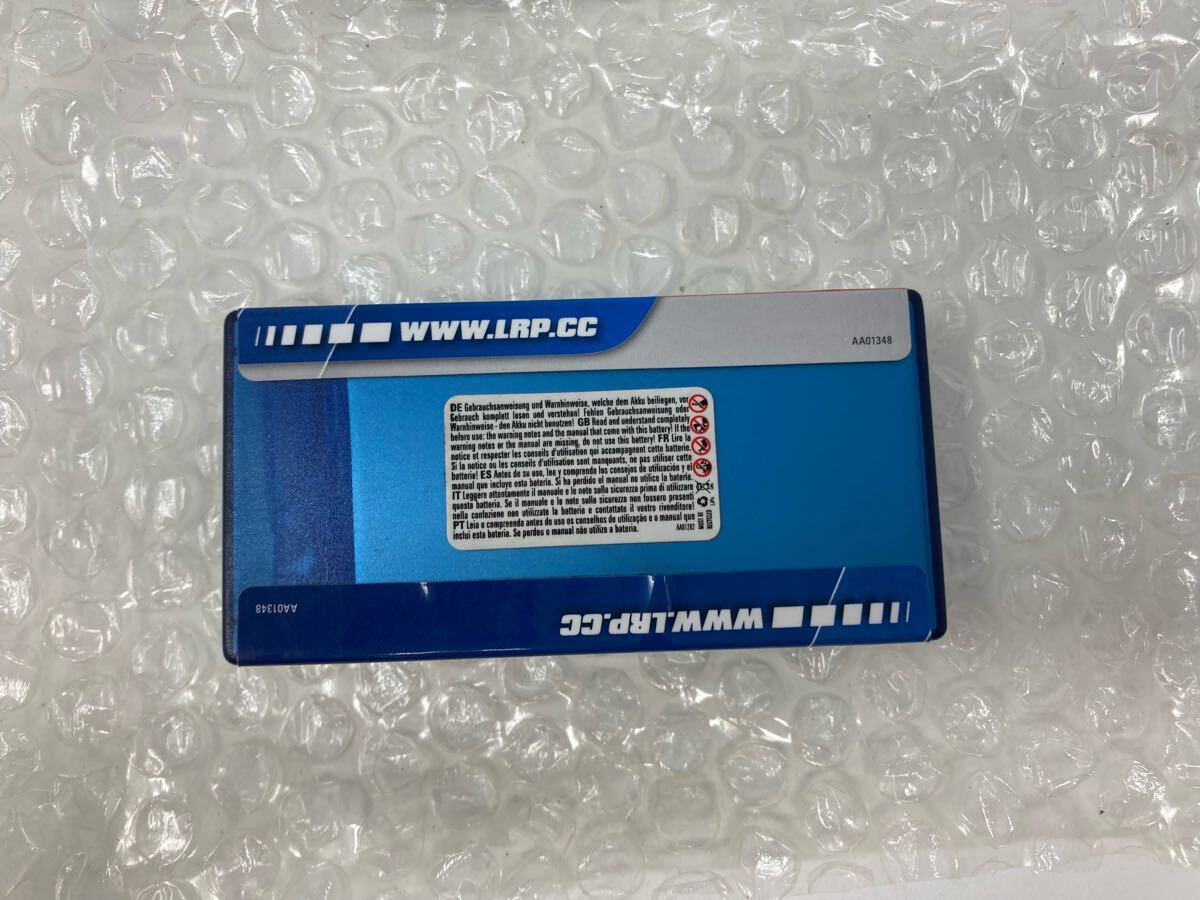 WWW.LRP.CC
AA01348
DE Gebrauchsanweisung und Warnhinweise, welche dem Akku beiliegen, vor
Gebrauch komplett lesen und verstehen! Fehlen Gebrauchsanweisung oder
Warnhinweise - den Akku nicht benutzen! GB Read and understand completely
before use: the warning notes and the manual that come with this battery! If the
warning notes or the manual are missing, do not use this battery! FR Lire la
notice et respecter les conseils d'utilisation qui accompagnent cette batterie.
Si la notice ou les conseils d'utilisation sont manquants, ne pas utiliser cette
batterie! ES Antes de su uso, lea y comprenda los consejos de utilización y el
manual que incluye esta bateria. Si ha perdido el manual no utilice la bateria.
IT Leggere attentamente il manuale e le note sulla sicurezza prima di utilizzare
questa batteria. Se il manuale e le note sulla sicurezza non fossero presenti
nella confezione non utilizzate la batteria e contattate il vostro rivenditore!
PT Leia e compreenda antes de uso os conselhos de utilização e o manual que
inclui esta bateria. Se perdeu o manual não utilize a bateria.
AA01282
MUST BE
RECYCLED
AA01348
WWW.LRP.CC